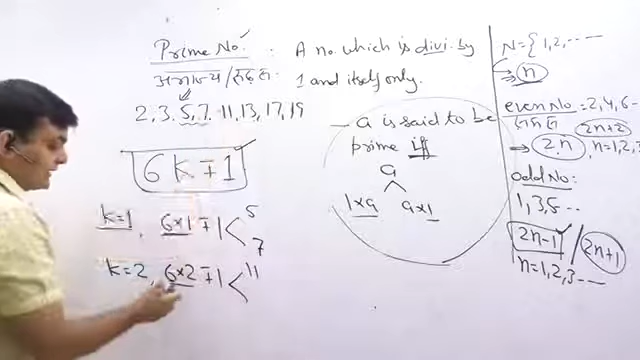 Prime No. : A no. which is divi. by
अभाज्य / रूढ़ सं० 1 and itself only.
2, 3, 5, 7, 11, 13, 17, 19
6 K ∓ 1
k=1, 6×1 ∓ 1 < 5
7
k=2, 6×2 ∓ 1 < 11
— a is said to be
prime iff
a
1×a a×1
N={1,2,.....
n
even No. = 2,4,6-
2n+2
→ 2n, n=1,2,3
odd No:
1,3,5..
2n-1 / 2n+1
n=1,2,3....